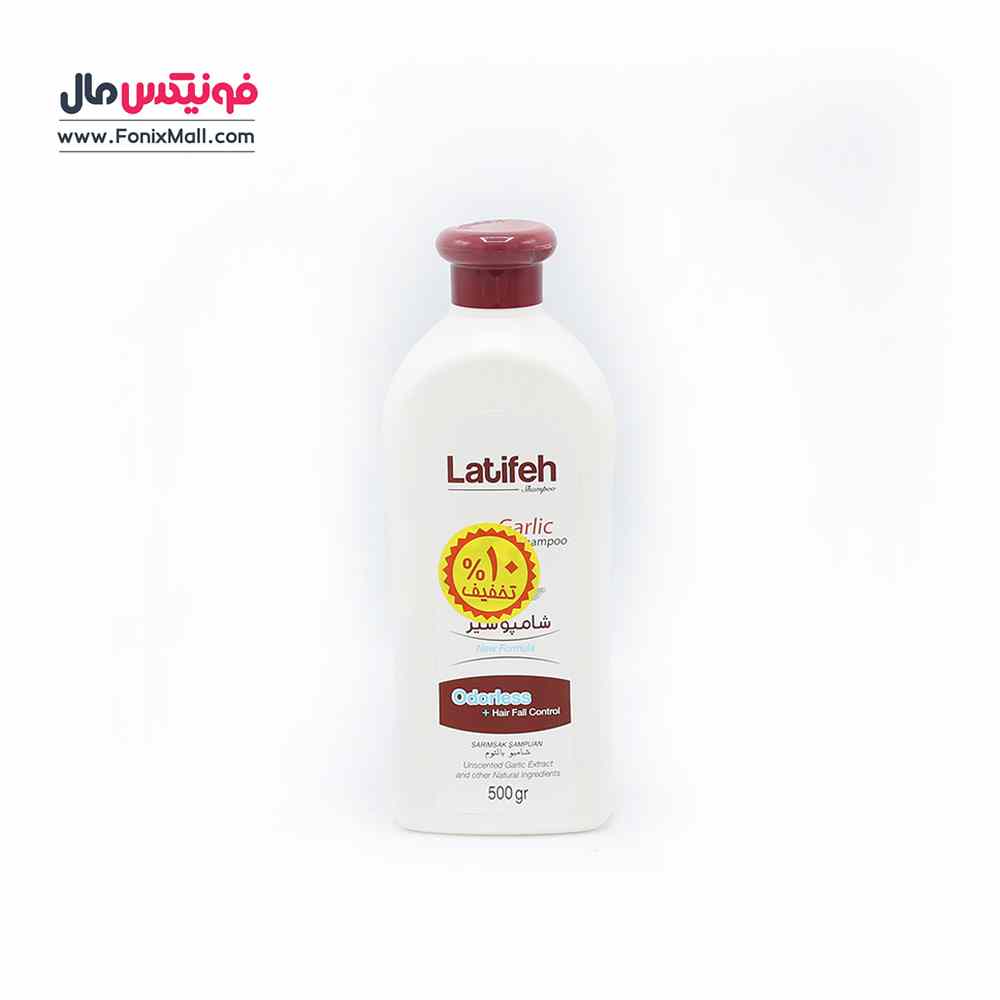 فونیکس مال
www.FonixMall.com
Latifeh
Shampoo
Garlic
Shampoo
%۱۰
تخفیف
شامپو سیر
New Formula
Odorless
+ Hair Fall Control
SARIMSAK ŞAMPUAN
شامبو بالثوم
Unscented Garlic Extract
and other Natural Ingredients
500 gr